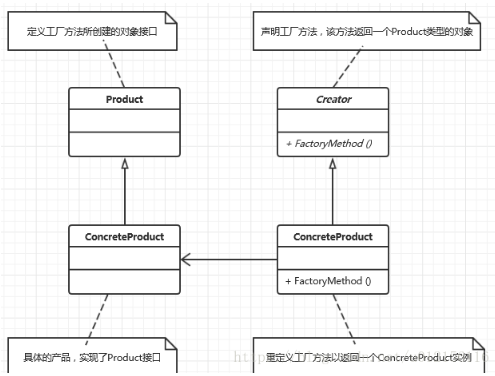 定义工厂方法所创建的对象接口
声明工厂方法，该方法返回一个Product类型的对象
Product
Creator
+ FactoryMethod ()
ConcreteProduct
ConcreteProduct
+ FactoryMethod ()
具体的产品，实现了Product接口
重定义工厂方法以返回一个ConcreteProduct实例